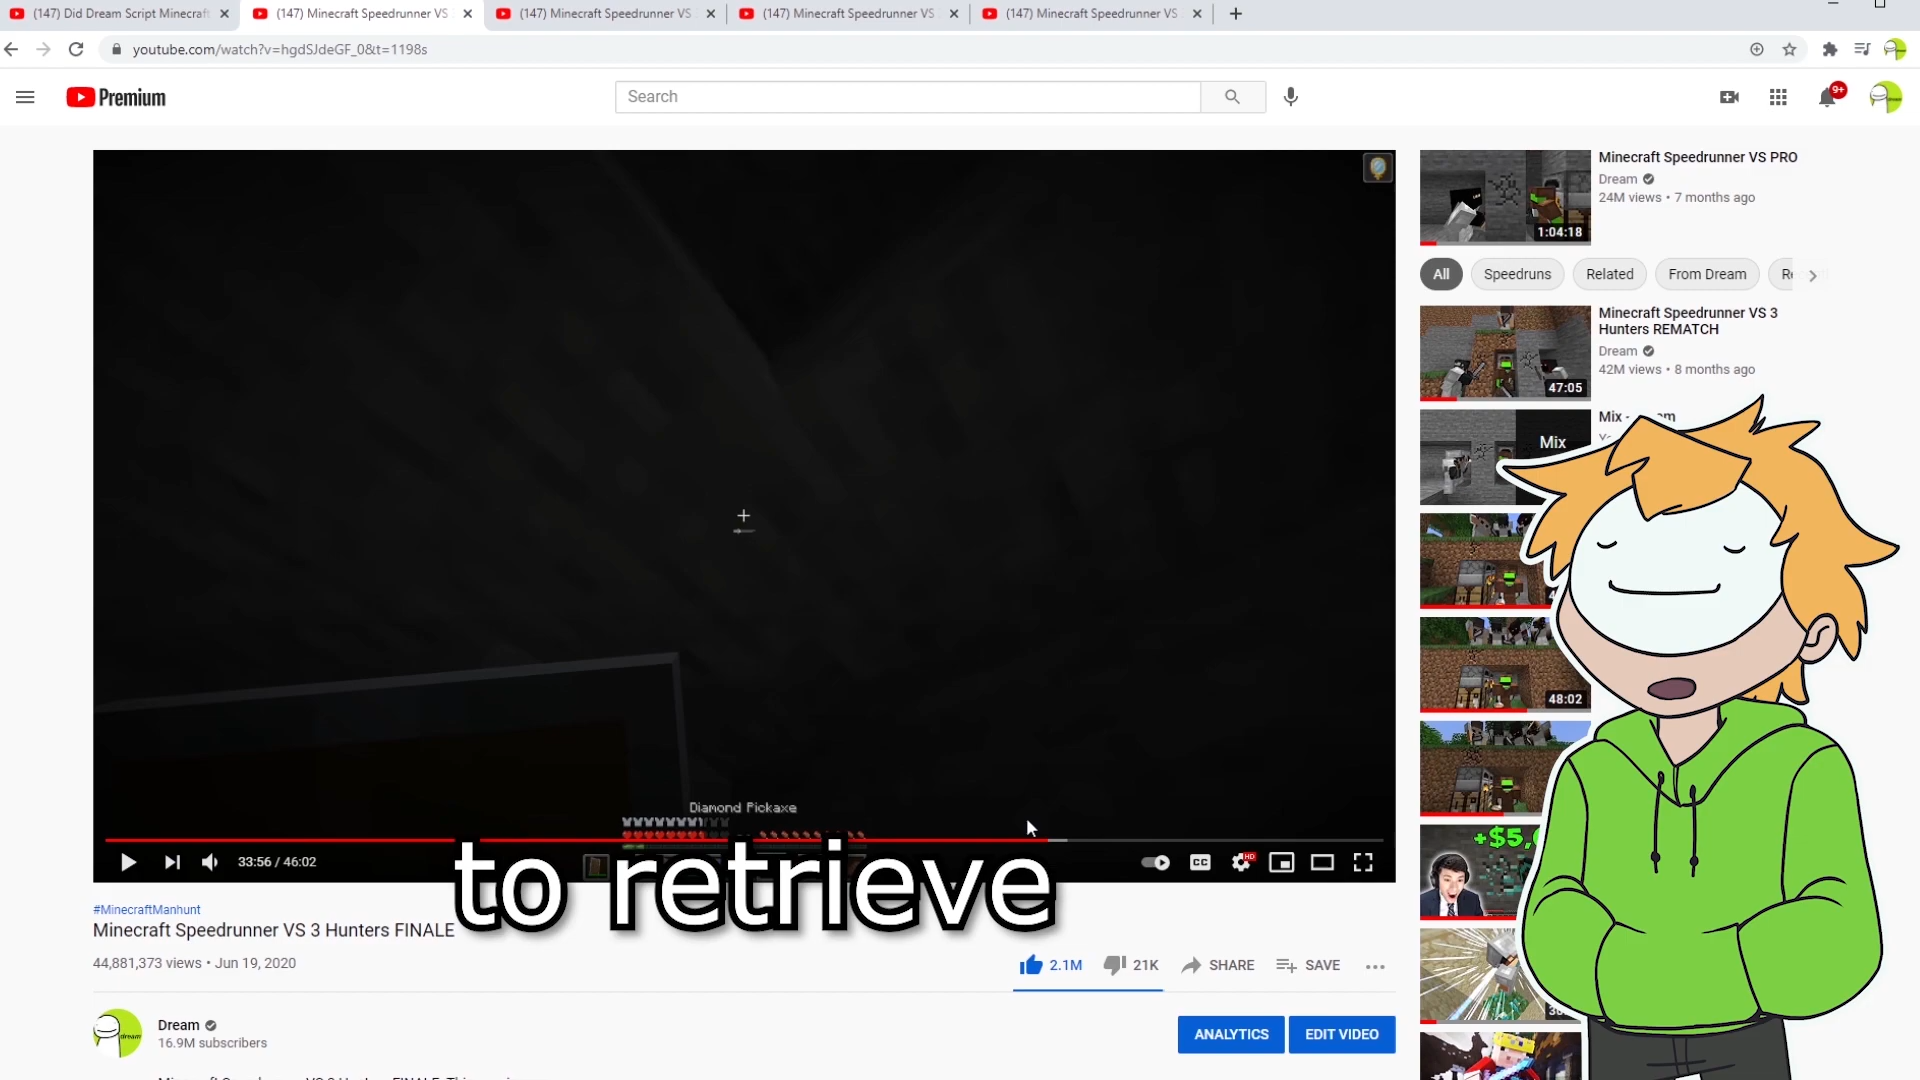 (147) Did Dream Script Minecraft
(147) Minecraft Speedrunner VS
(147) Minecraft Speedrunner VS
(147) Minecraft Speedrunner VS
(147) Minecraft Speedrunner VS
youtube.com/watch?v=hgdSJdeGF_0&t=1198s
Premium
Search
9+
Minecraft Speedrunner VS PRO
Dream
24M views • 7 months ago
1:04:18
All
Speedruns
Related
From Dream
Minecraft Speedrunner VS 3
Hunters REMATCH
Dream
42M views • 8 months ago
47:05
Mix
Mix
48:02
Diamond Pickaxe
33:56 / 46:02
CC
HD
to retrieve
#MinecraftManhunt
Minecraft Speedrunner VS 3 Hunters FINALE
44,881,373 views • Jun 19, 2020
2.1M
21K
SHARE
SAVE
Dream
16.9M subscribers
ANALYTICS
EDIT VIDEO
dream